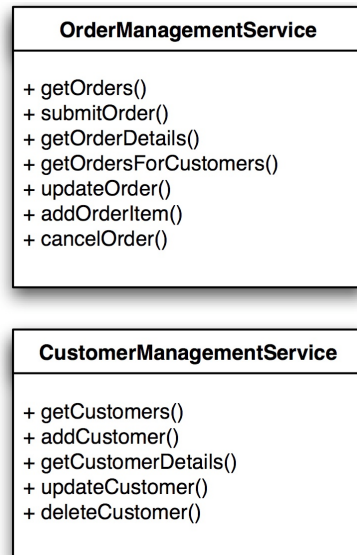 OrderManagementService
+ getOrders()
+ submitOrder()
+ getOrderDetails()
+ getOrdersForCustomers()
+ updateOrder()
+ addOrderItem()
+ cancelOrder()
CustomerManagementService
+ getCustomers()
+ addCustomer()
+ getCustomerDetails()
+ updateCustomer()
+ deleteCustomer()